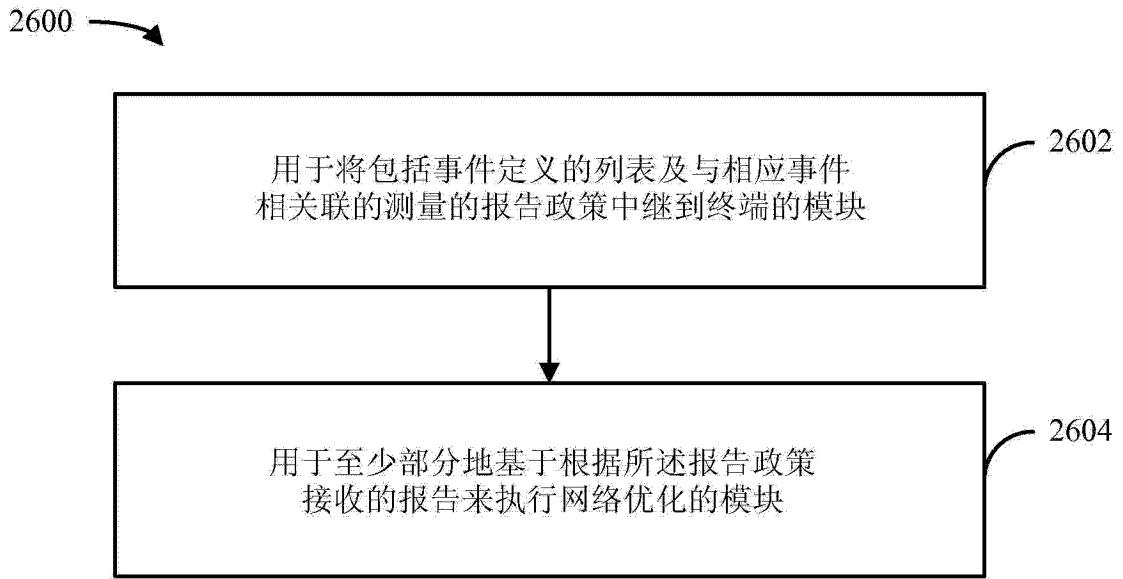 2600
2602
用于将包括事件定义的列表及与相应事件
相关联的测量的报告政策中继到终端的模块
2604
用于至少部分地基于根据所述报告政策
接收的报告来执行网络优化的模块